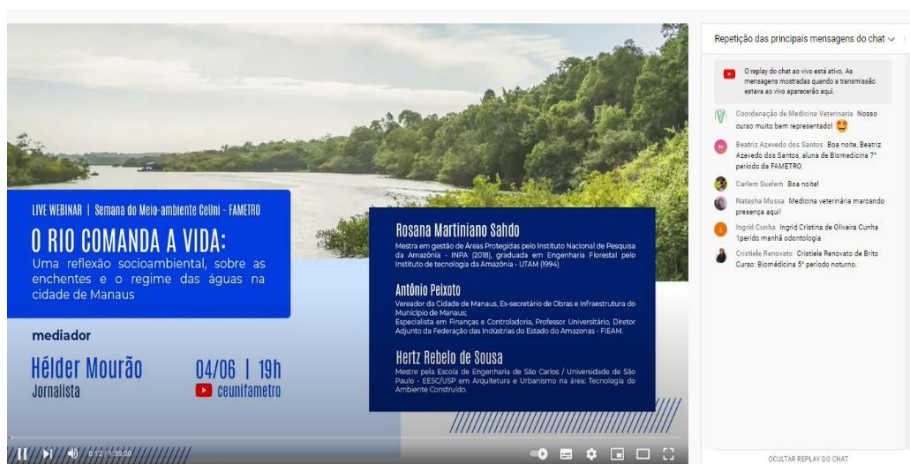 LIVE WEBINAR | Semana do Meio-ambiente CeUni - FAMETRO
O RIO COMANDA A VIDA:
Uma reflexão socioambiental, sobre as
enchentes e o regime das águas na
cidade de Manaus
mediador
Hélder Mourão
Jornalista
04/06 | 19h
ceunifametro
Rosana Martiniano Sahdo
Mestra em gestão de Áreas Protegidas pelo Instituto Nacional de Pesquisa
da Amazônia - INPA (2018), graduada em Engenharia Florestal pelo
Instituto de tecnologia da Amazônia - UTAM (1994)
Antônio Peixoto
Vereador da Cidade de Manaus, Ex-secretário de Obras e Infraestrutura do
Município de Manaus;
Especialista em Finanças e Controladoria, Professor Universitário, Diretor
Adjunto da Federação das Indústrias do Estado do Amazonas - FIEAM.
Hertz Rebelo de Sousa
Mestre pela Escola de Engenharia de São Carlos / Universidade de São
Paulo - EESC/USP em Arquitetura e Urbanismo na área: Tecnologia do
Ambiente Construído.
0:12 / 1:39:36
Repetição das principais mensagens do chat
O replay do chat ao vivo está ativo. As
mensagens mostradas quando a transmissão
estava ao vivo aparecerão aqui.
Coordenação de Medicina Veterinaria Nosso
curso muito bem representado!
Beatriz Azevedo dos Santos Boa noite, Beatriz
Azevedo dos Santos, aluna de Biomedicina 7°
período da FAMETRO
Carlem Suelem Boa noite!
Natasha Mussa Medicina veterinária marcando
presença aqui!
Ingrid Cunha Ingrid Cristina de Oliveira Cunha
1perido manhã odontologia
Cristiele Renovato Cristiele Renovato de Brito
Curso: Biomédicina 5° período noturno.
OCULTAR REPLAY DO CHAT